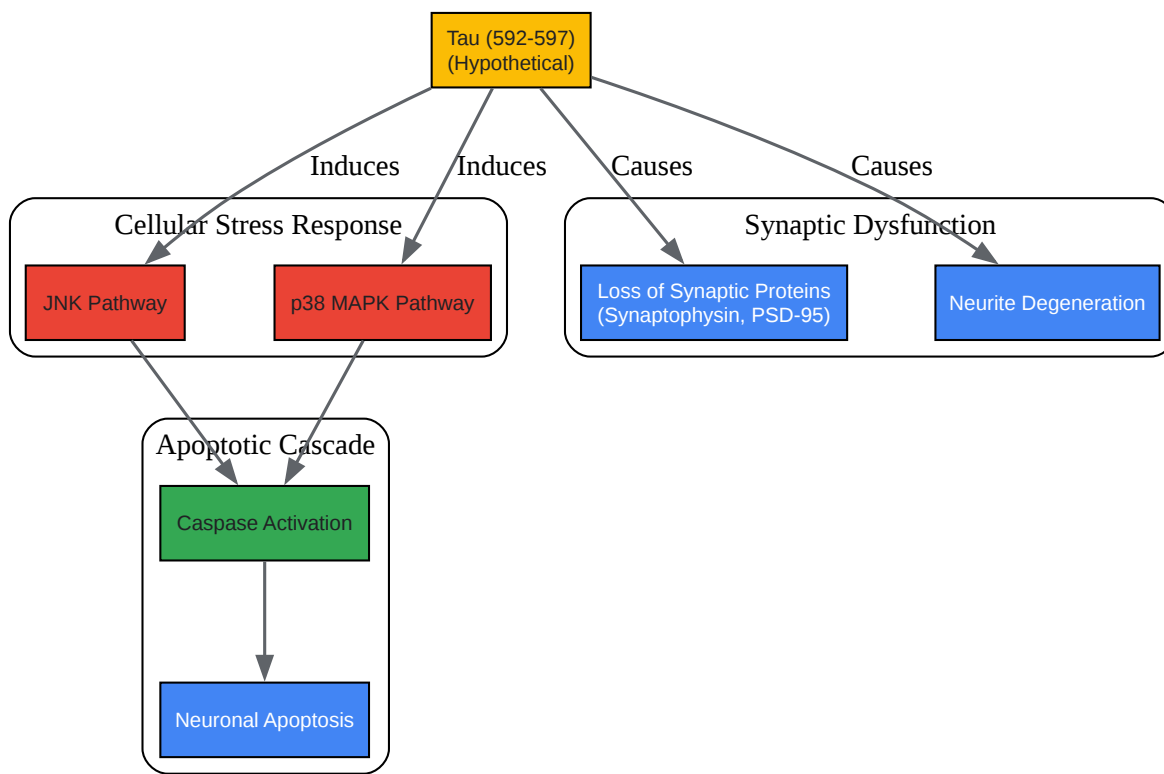 Tau (592-597)
(Hypothetical)
Induces
Induces
Causes
Causes
Cellular Stress Response
Synaptic Dysfunction
JNK Pathway
p38 MAPK Pathway
Loss of Synaptic Proteins
(Synaptophysin, PSD-95)
Neurite Degeneration
Apoptotic Cascade
Caspase Activation
Neuronal Apoptosis